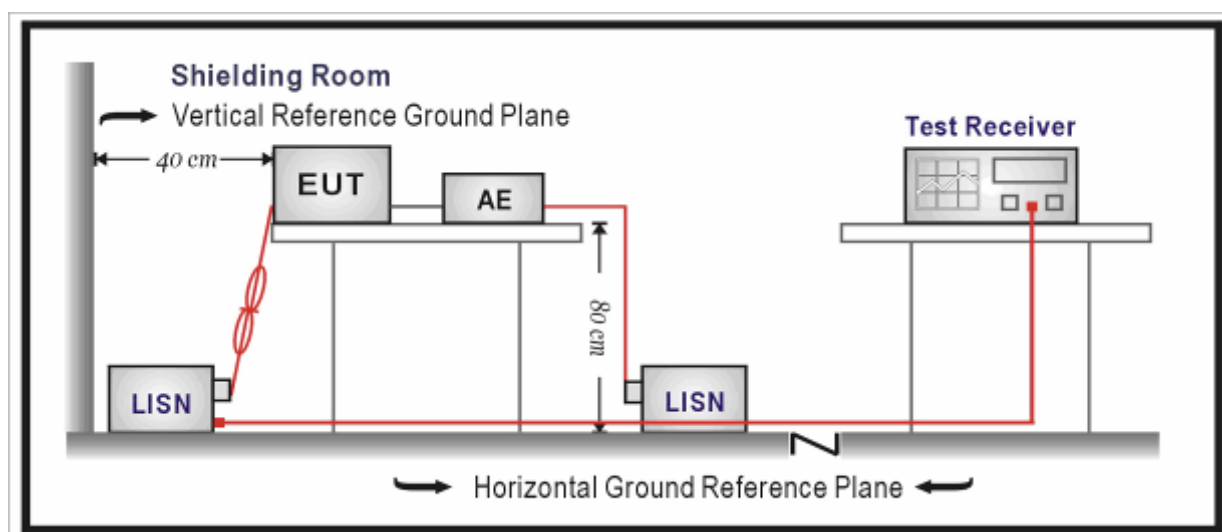 Shielding Room
Vertical Reference Ground Plane
Test Receiver
40 cm
EUT
AE
80 cm
LISN
LISN
Horizontal Ground Reference Plane